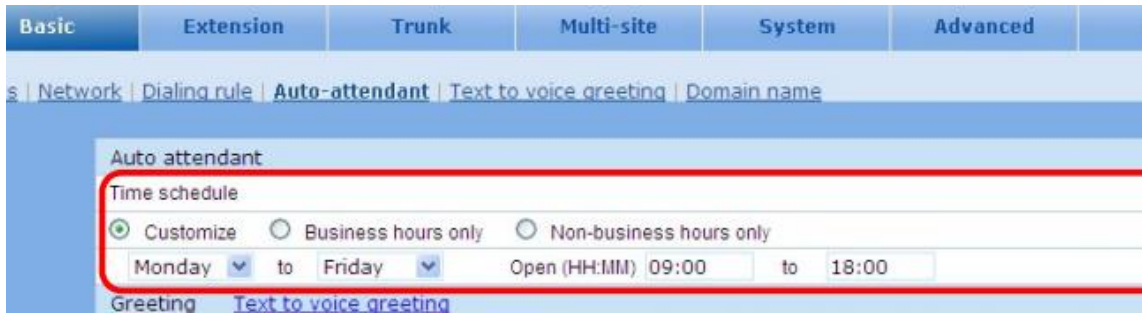 Basic Extension Trunk Multi-site System Advanced
s | Network | Dialing rule | Auto-attendant | Text to voice greeting | Domain name
Auto attendant
Time schedule
Customize Business hours only Non-business hours only
Monday to Friday Open (HH:MM) 09:00 to 18:00
Greeting Text to voice greeting